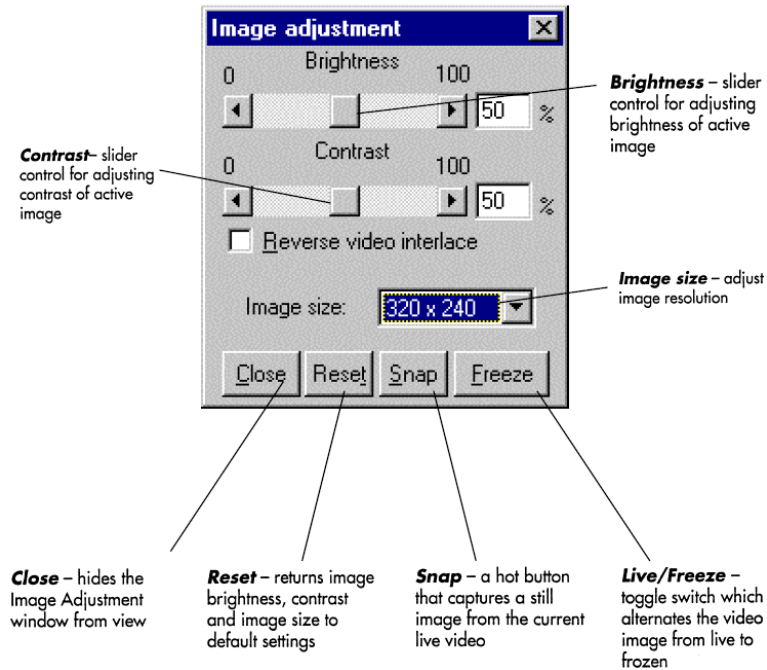 Image adjustment
Brightness
0 100
50 %
Contrast
0 100
50 %
Reverse video interlace
Image size: 320 x 240
Close Reset Snap Freeze
Brightness – slider
control for adjusting
brightness of active
image
Contrast– slider
control for adjusting
contrast of active
image
Image size – adjust
image resolution
Close – hides the
Image Adjustment
window from view
Reset – returns image
brightness, contrast
and image size to
default settings
Snap – a hot button
that captures a still
image from the current
live video
Live/Freeze –
toggle switch which
alternates the video
image from live to
frozen